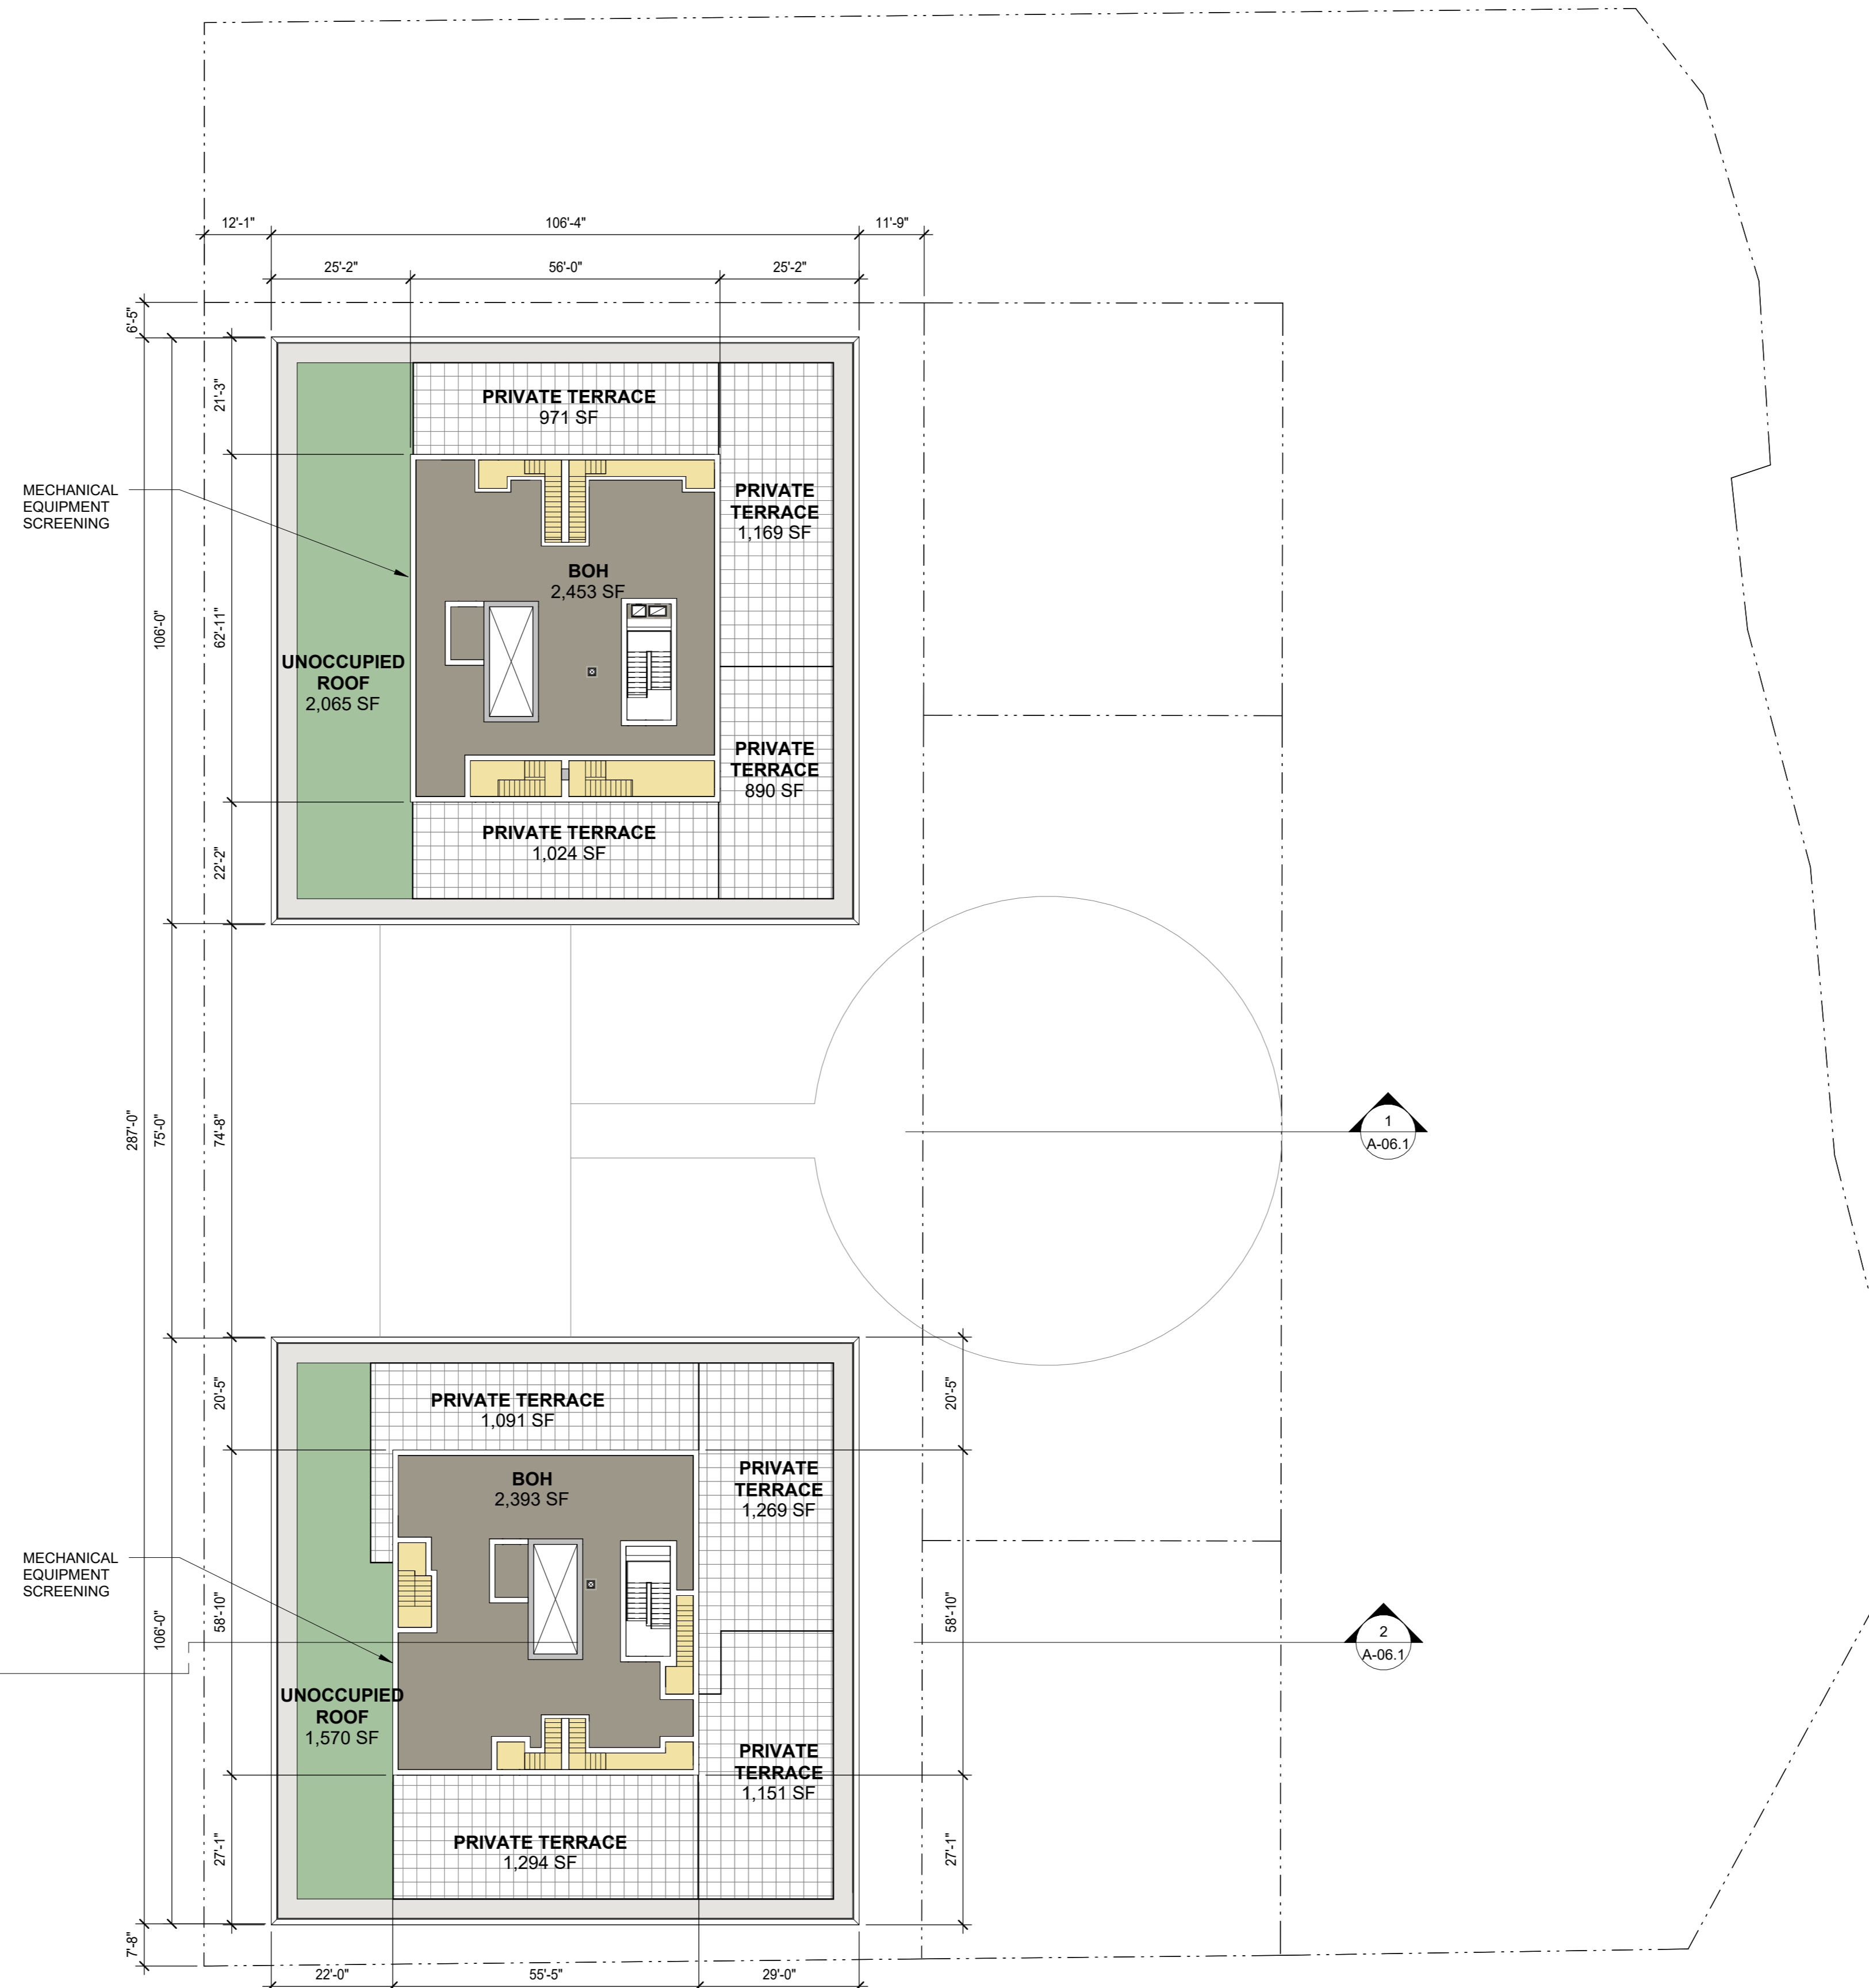 12'-1"
106'-4"
11'-9"
25'-2"
56'-0"
25'-2"
6'-5"
21'-3"
PRIVATE TERRACE
971 SF
MECHANICAL
EQUIPMENT
SCREENING
PRIVATE
TERRACE
1,169 SF
BOH
2,453 SF
106'-0"
62'-11"
UNOCCUPIED
ROOF
2,065 SF
PRIVATE
TERRACE
890 SF
PRIVATE TERRACE
1,024 SF
22'-2"
287'-0"
75'-0"
74'-8"
1
A-06.1
20'-5"
PRIVATE TERRACE
1,091 SF
20'-5"
BOH
2,393 SF
PRIVATE
TERRACE
1,269 SF
MECHANICAL
EQUIPMENT
SCREENING
106'-0"
58'-10"
58'-10"
2
A-06.1
UNOCCUPIED
ROOF
1,570 SF
PRIVATE
TERRACE
1,151 SF
PRIVATE TERRACE
1,294 SF
27'-1"
27'-1"
7'-8"
22'-0"
55'-5"
29'-0"